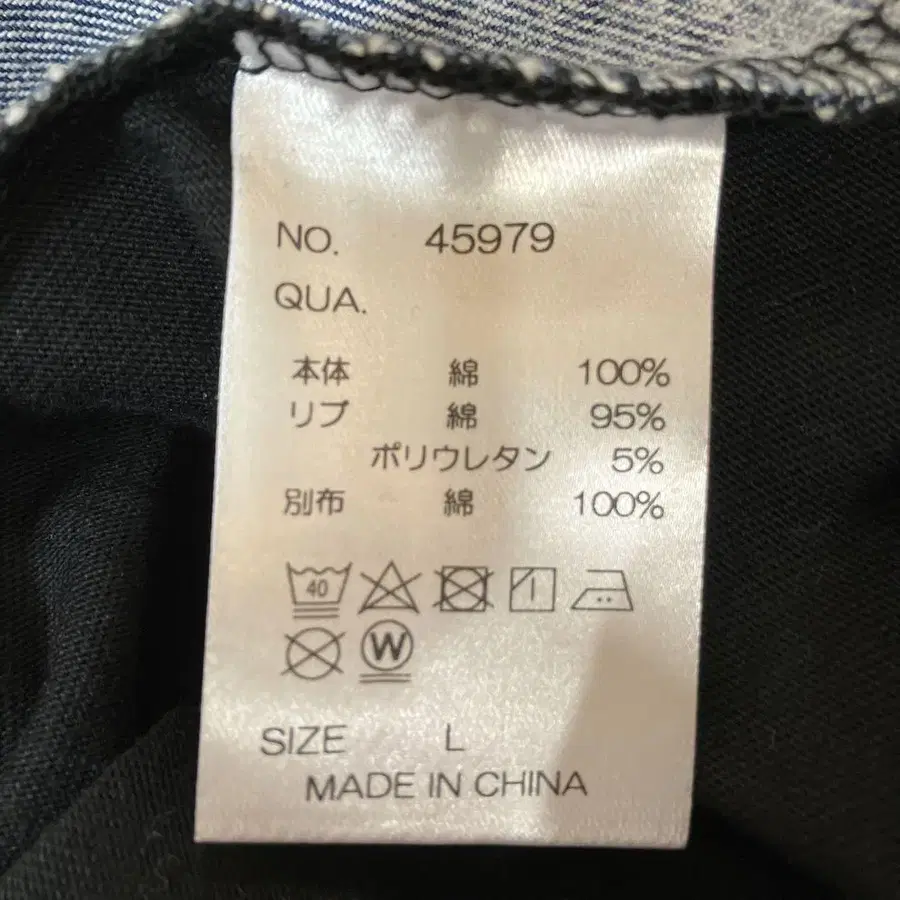 NO. 45979
QUA.
本体 綿 100%
リブ 綿 95%
ポリウレタン 5%
別布 綿 100%
40
W
SIZE L
MADE IN CHINA